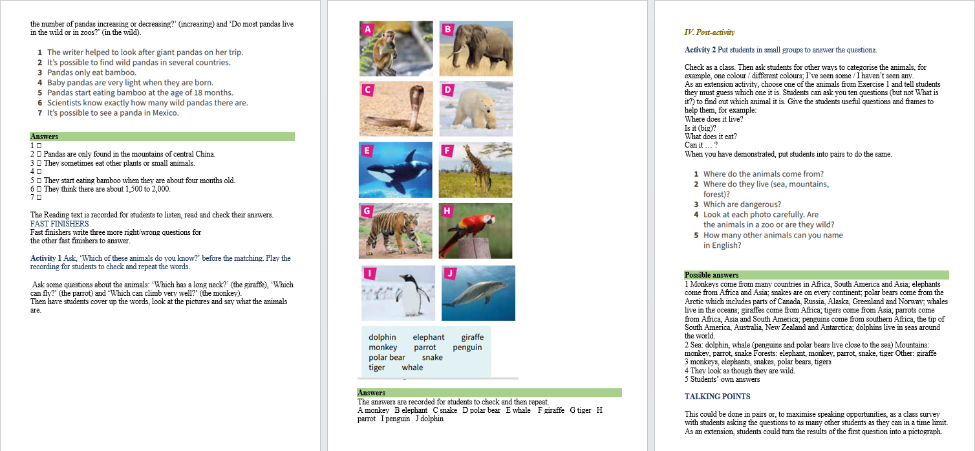 the number of pandas increasing or decreasing?' (increasing) and 'Do most pandas live
in the wild or in zoos?' (in the wild).
1 The writer helped to look after giant pandas on her trip.
2 It's possible to find wild pandas in several countries.
3 Pandas only eat bamboo.
4 Baby pandas are very light when they are born.
5 Pandas start eating bamboo at the age of 18 months.
6 Scientists know exactly how many wild pandas there are.
7 It's possible to see a panda in Mexico.
Answers
1 □
2 □ Pandas are only found in the mountains of central China.
3 □ They sometimes eat other plants or small animals.
4 □
5 □ They start eating bamboo when they are about four months old.
6 □ They think there are about 1,500 to 2,000.
7 □
The Reading text is recorded for students to listen, read and check their answers.
FAST FINISHERS
Fast finishers write three more right/wrong questions for
the other fast finishers to answer.
Activity 1 Ask, 'Which of these animals do you know?' before the matching. Play the
recording for students to check and repeat the words.
Ask some questions about the animals: 'Which has a long neck?' (the giraffe), 'Which
can fly?' (the parrot) and 'Which can climb very well?' (the monkey).
Then have students cover up the words, look at the pictures and say what the animals
are.
A B
C D
E F
G H
I J
dolphin elephant giraffe
monkey parrot penguin
polar bear snake
tiger whale
Answers
The answers are recorded for students to check and then repeat.
A monkey B elephant C snake D polar bear E whale F giraffe G tiger H
parrot I penguin J dolphin
IV. Post-activity
Activity 2 Put students in small groups to answer the questions.
Check as a class. Then ask students for other ways to categorise the animals, for
example, one colour / different colours; I've seen some / I haven't seen any.
As an extension activity, choose one of the animals from Exercise 1 and tell students
they must guess which one it is. Students can ask you ten questions (but not What is
it?) to find out which animal it is. Give the students useful questions and frames to
help them, for example:
Where does it live?
Is it (big)?
What does it eat?
Can it … ?
When you have demonstrated, put students into pairs to do the same.
1 Where do the animals come from?
2 Where do they live (sea, mountains,
forest)?
3 Which are dangerous?
4 Look at each photo carefully. Are
the animals in a zoo or are they wild?
5 How many other animals can you name
in English?
Possible answers
1 Monkeys come from many countries in Africa, South America and Asia; elephants
come from Africa and Asia; snakes are on every continent; polar bears come from the
Arctic which includes parts of Canada, Russia, Alaska, Greenland and Norway; whales
live in the oceans; giraffes come from Africa; tigers come from Asia; parrots come
from Africa, Asia and South America; penguins come from southern Africa, the tip of
South America, Australia, New Zealand and Antarctica; dolphins live in seas around
the world.
2 Sea: dolphin, whale (penguins and polar bears live close to the sea) Mountains:
monkey, parrot, snake Forests: elephant, monkey, parrot, snake, tiger Other: giraffe
3 monkeys, elephants, snakes, polar bears, tigers
4 They look as though they are wild.
5 Students' own answers
TALKING POINTS
This could be done in pairs or, to maximise speaking opportunities, as a class survey
with students asking the questions to as many other students as they can in a time limit.
As an extension, students could turn the results of the first question into a pictograph.